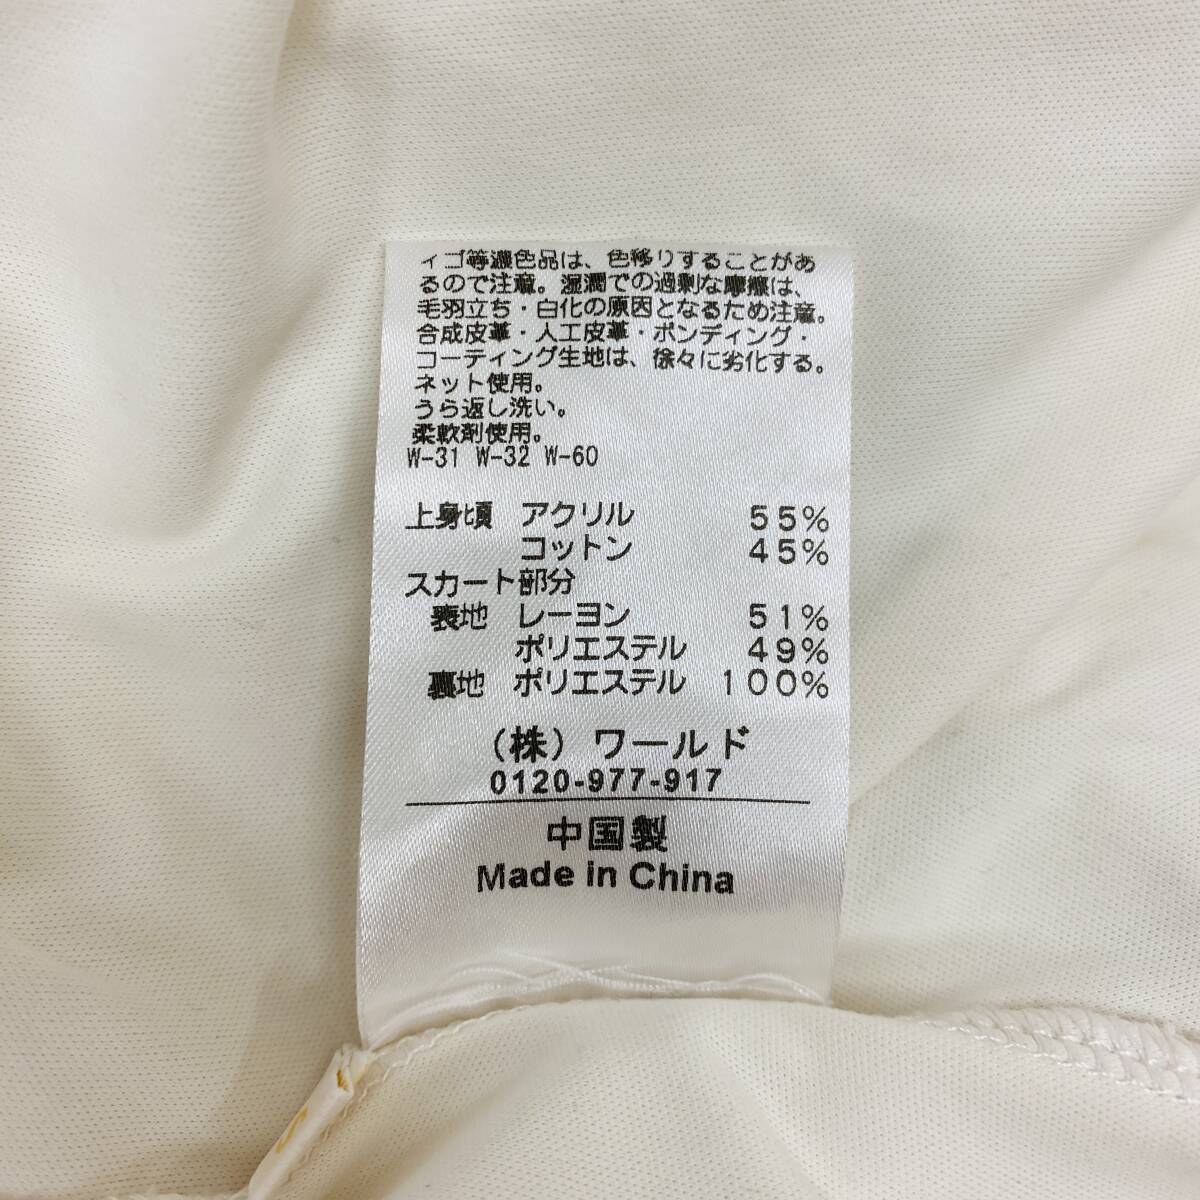 ィゴ等濃色品は、色移りすることがあ
るので注意。湿潤での過剰な摩擦は、
毛羽立ち・白化の原因となるため注意。
合成皮革・人工皮革・ボンディング・
コーティング生地は、徐々に劣化する。
ネット使用。
うら返し洗い。
柔軟剤使用。
W-31 W-32 W-60
上身頃 アクリル 55%
コットン 45%
スカート部分
表地 レーヨン 51%
ポリエステル 49%
裏地 ポリエステル 100%
(株) ワールド
0120-977-917
中国製
Made in China